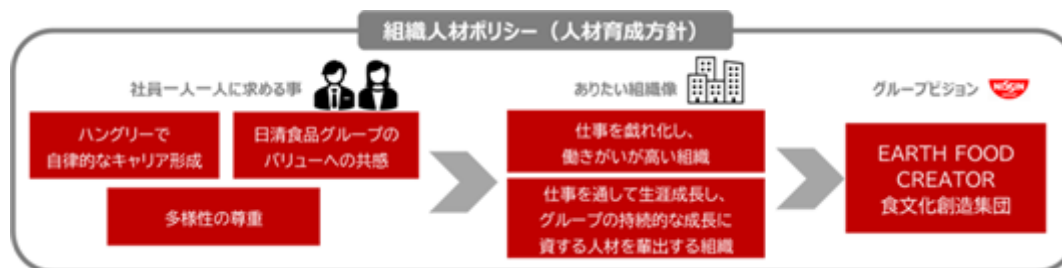 組織人材ポリシー（人材育成方針）
社員一人一人に求める事
ハングリーで
自律的なキャリア形成
日清食品グループの
バリューへの共感
多様性の尊重
ありたい組織像
仕事を戯れ化し、
働きがいが高い組織
仕事を通して生涯成長し、
グループの持続的な成長に
資する人材を輩出する組織
グループビジョン
NISSIN
EARTH FOOD
CREATOR
食文化創造集団